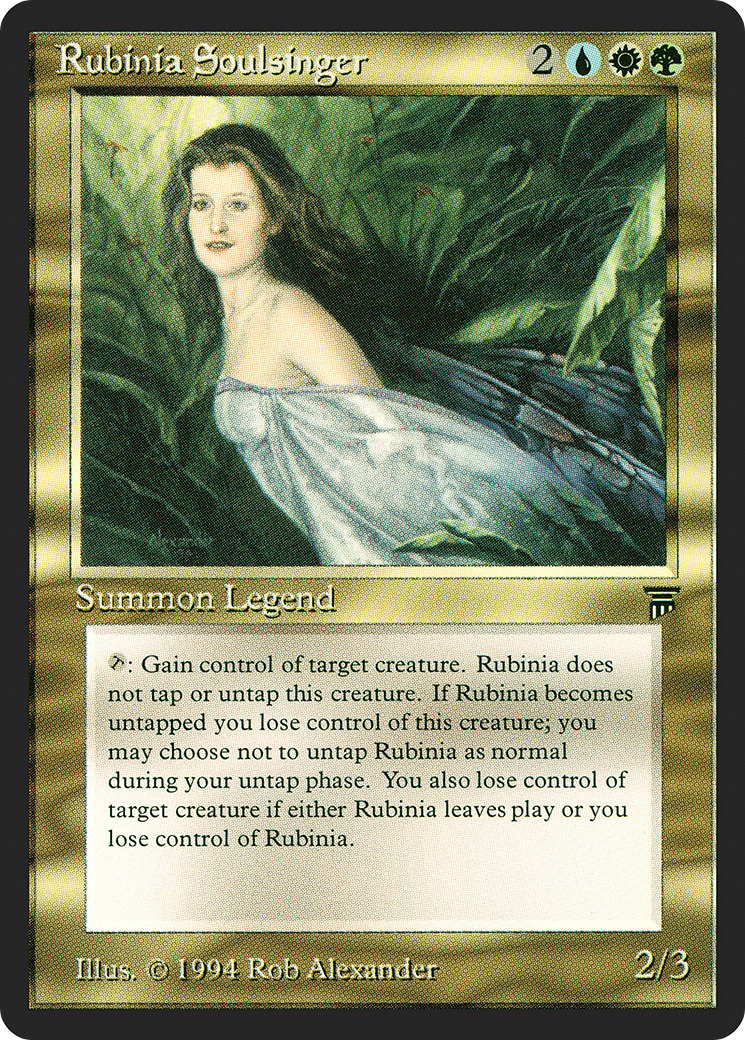 Rubinia Soulsinger 2
Alexander
Summon Legend
: Gain control of target creature. Rubinia does
not tap or untap this creature. If Rubinia becomes
untapped you lose control of this creature; you
may choose not to untap Rubinia as normal
during your untap phase. You also lose control of
target creature if either Rubinia leaves play or you
lose control of Rubinia.
Illus. © 1994 Rob Alexander 2/3